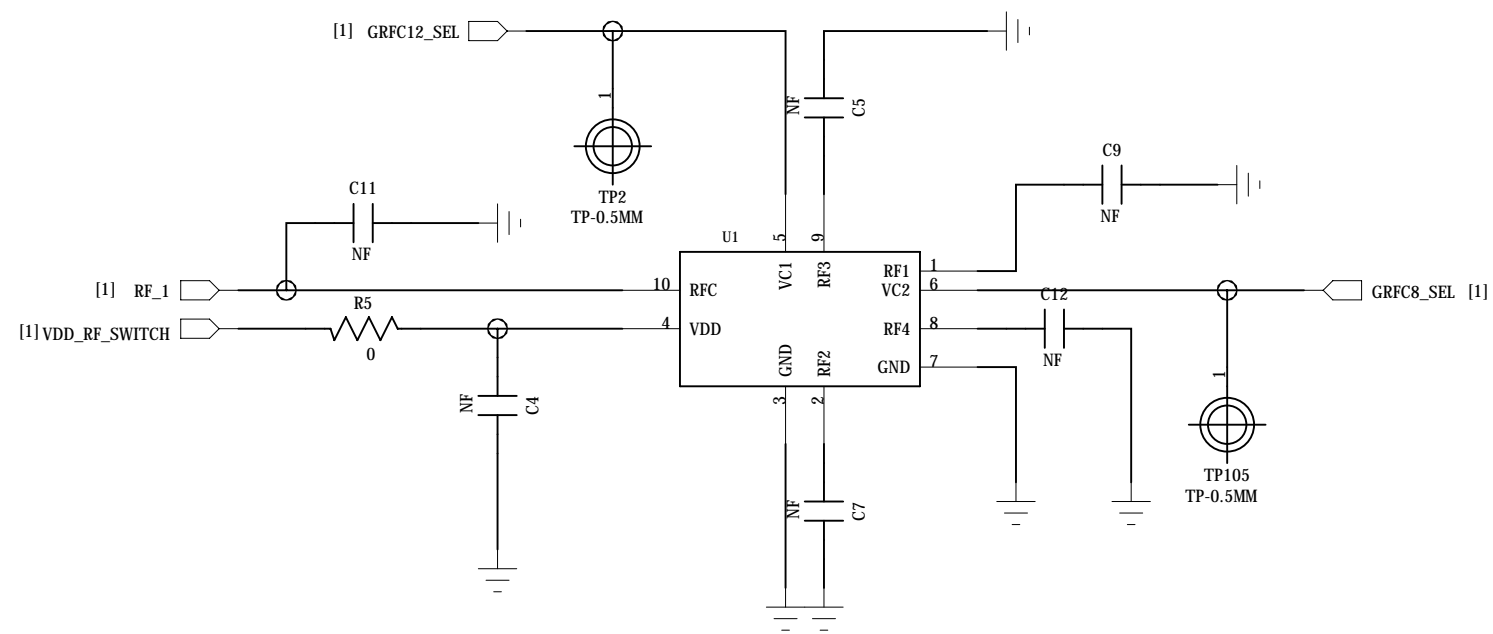 [1] GRFC12_SEL
1
TP2
TP-0.5MM
NF
C5
C9
NF
C11
NF
U1
5
9
VC1
RF3
RF1
1
VC2
6
[1] RF_1
10
RFC
C12
GRFC8_SEL [1]
R5
0
[1] VDD_RF_SWITCH
4
VDD
RF4
8
NF
GND
RF2
GND
7
3
2
NF
C4
1
TP105
TP-0.5MM
NF
C7